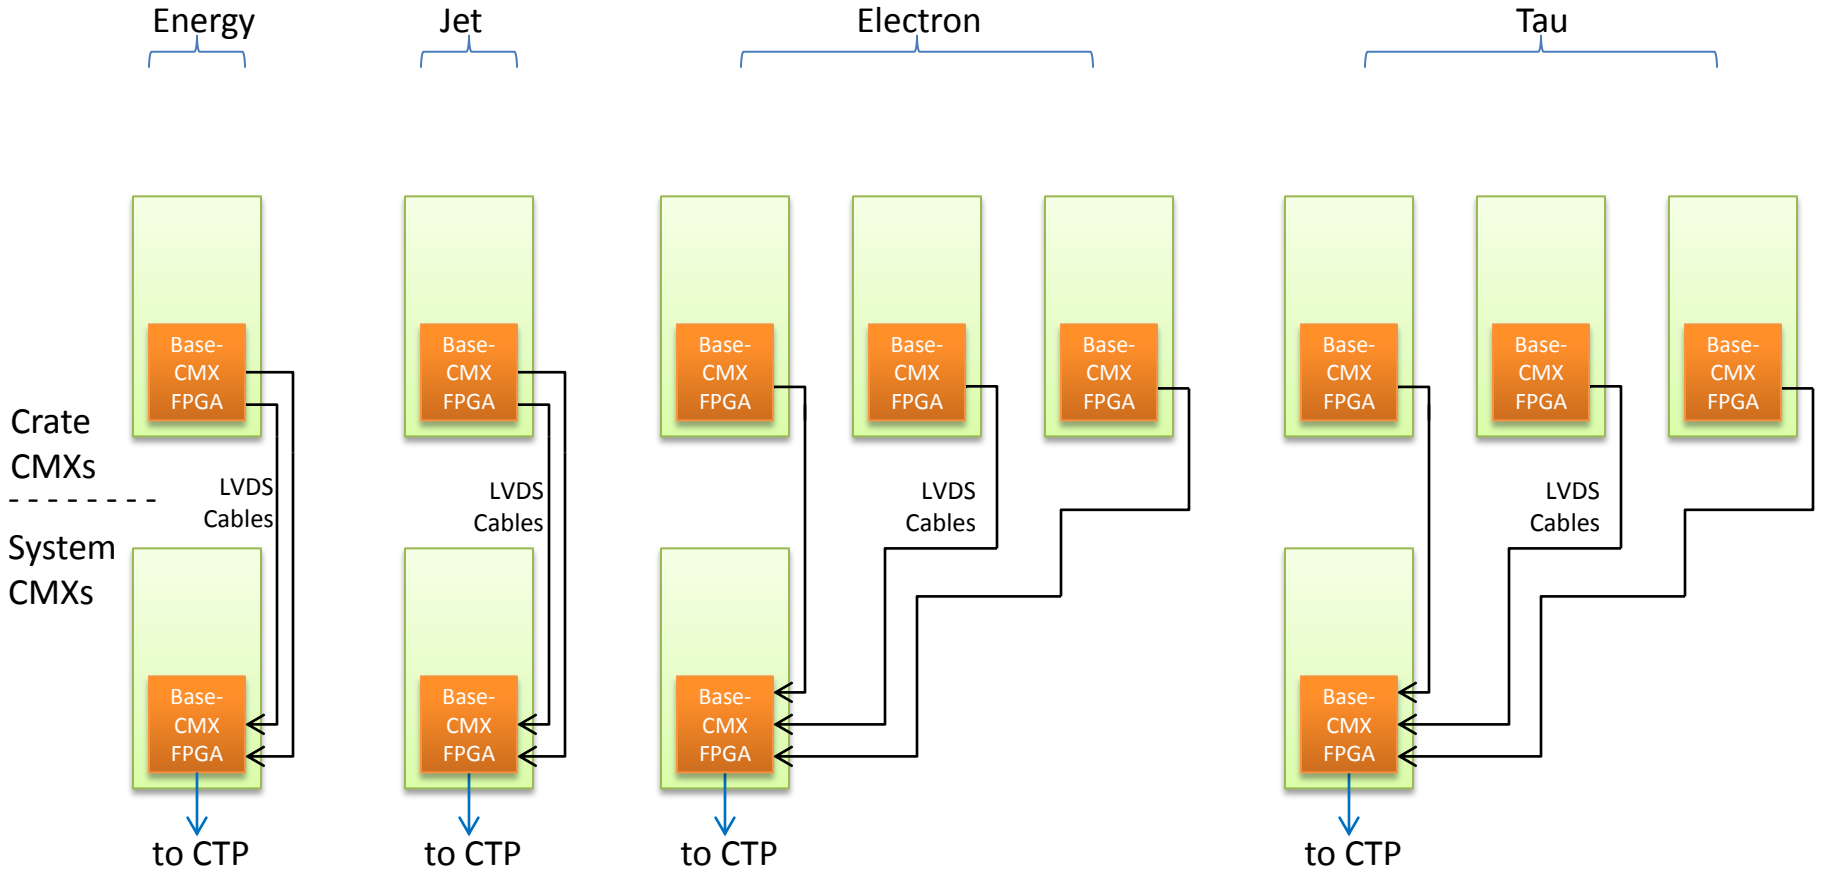 Energy
Jet
Electron
Tau
Base-
CMX
FPGA
Base-
CMX
FPGA
Base-
CMX
FPGA
Base-
CMX
FPGA
Base-
CMX
FPGA
Base-
CMX
FPGA
Base-
CMX
FPGA
Base-
CMX
FPGA
Crate
CMXs
System
CMXs
LVDS
Cables
LVDS
Cables
LVDS
Cables
LVDS
Cables
Base-
CMX
FPGA
Base-
CMX
FPGA
Base-
CMX
FPGA
Base-
CMX
FPGA
to CTP
to CTP
to CTP
to CTP